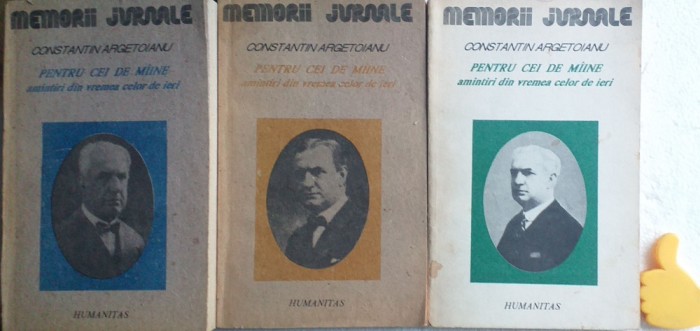 memorii jurnale
CONSTANTIN ARGETOIANU
PENTRU CEI DE MÎINE
amintiri din vremea celor de ieri
HUMANITAS
memorii jurnale
CONSTANTIN ARGETOIANU
PENTRU CEI DE MÎINE
amintiri din vremea celor de ieri
HUMANITAS
memorii jurnale
CONSTANTIN ARGETOIANU
PENTRU CEI DE MÎINE
amintiri din vremea celor de ieri
HUMANITAS